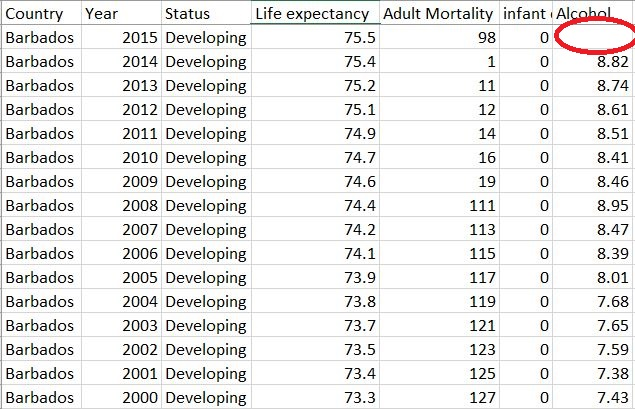 Country Year Status Life expectancy Adult Mortality infant Alcohol
Barbados 2015 Developing 75.5 98 0
Barbados 2014 Developing 75.4 1 0 8.82
Barbados 2013 Developing 75.2 11 0 8.74
Barbados 2012 Developing 75.1 12 0 8.61
Barbados 2011 Developing 74.9 14 0 8.51
Barbados 2010 Developing 74.7 16 0 8.41
Barbados 2009 Developing 74.6 19 0 8.46
Barbados 2008 Developing 74.4 111 0 8.95
Barbados 2007 Developing 74.2 113 0 8.47
Barbados 2006 Developing 74.1 115 0 8.39
Barbados 2005 Developing 73.9 117 0 8.01
Barbados 2004 Developing 73.8 119 0 7.68
Barbados 2003 Developing 73.7 121 0 7.65
Barbados 2002 Developing 73.5 123 0 7.59
Barbados 2001 Developing 73.4 125 0 7.38
Barbados 2000 Developing 73.3 127 0 7.43